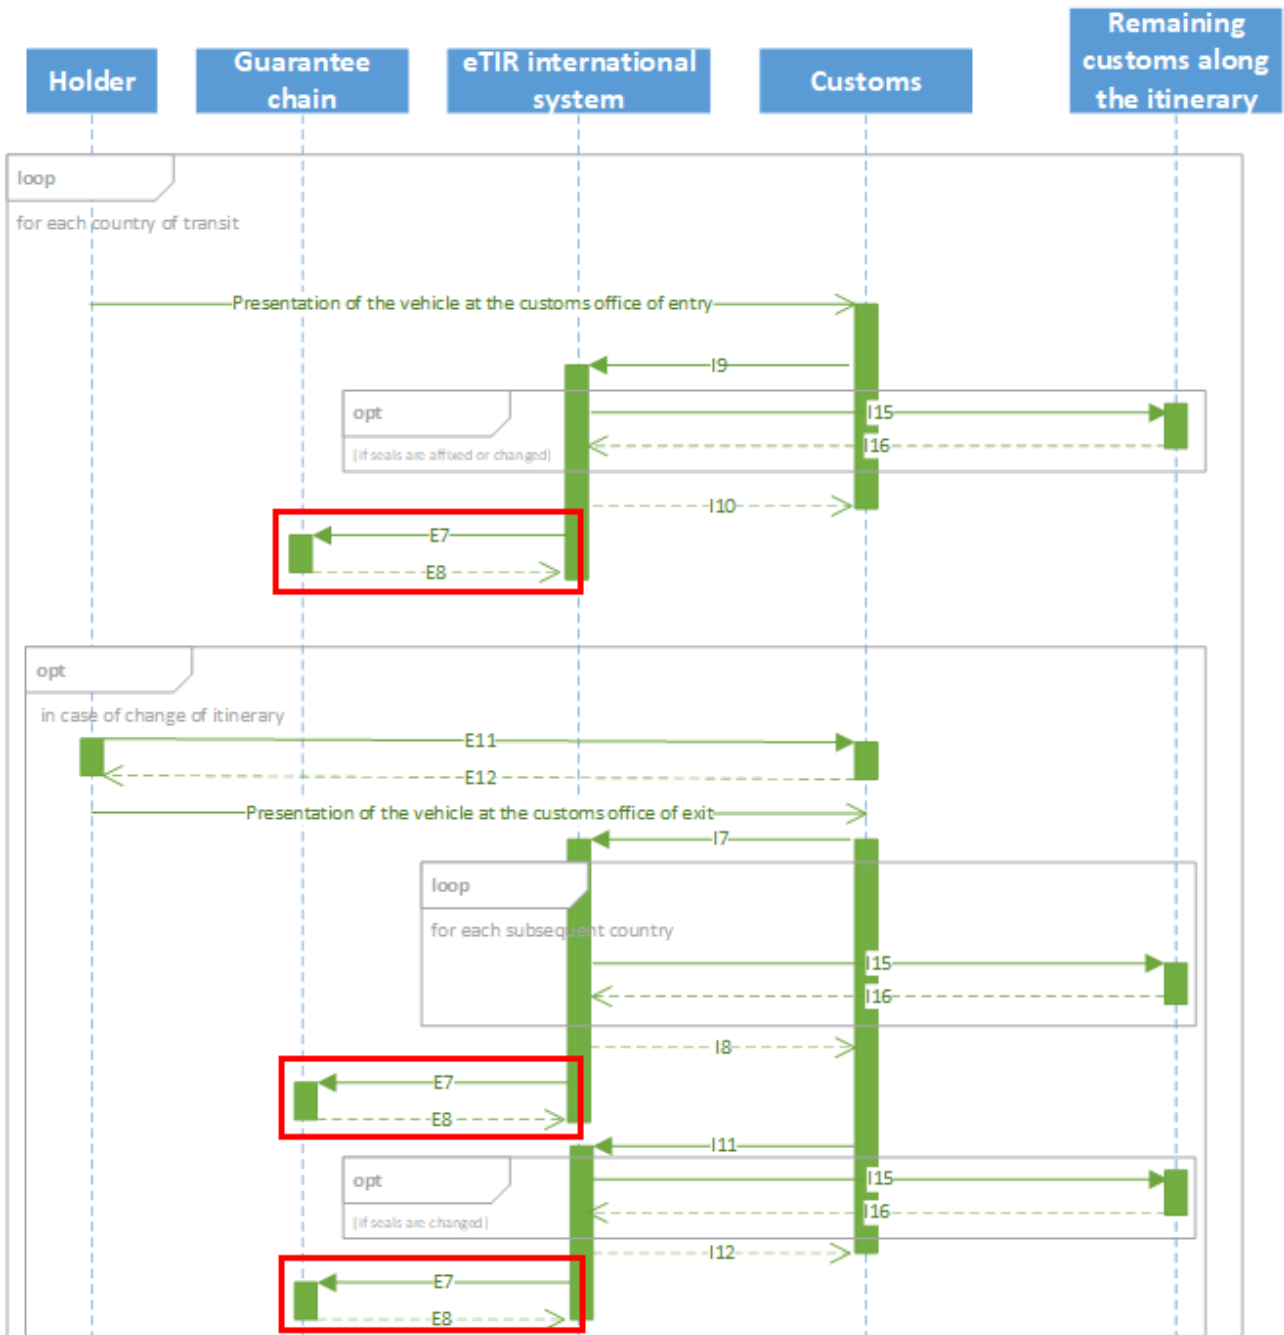 Holder
Guarantee
chain
eTIR international
system
Customs
Remaining
customs along
the itinerary
loop
for each country of transit
Presentation of the vehicle at the customs office of entry
I9
opt
I15
I16
(If seals are affixed or changed)
I10
E7
E8
opt
in case of change of itinerary
E11
E12
Presentation of the vehicle at the customs office of exit
I7
loop
for each subsequent country
I15
I16
I8
E7
E8
I11
opt
I15
I16
(If seals are changed)
I12
E7
E8